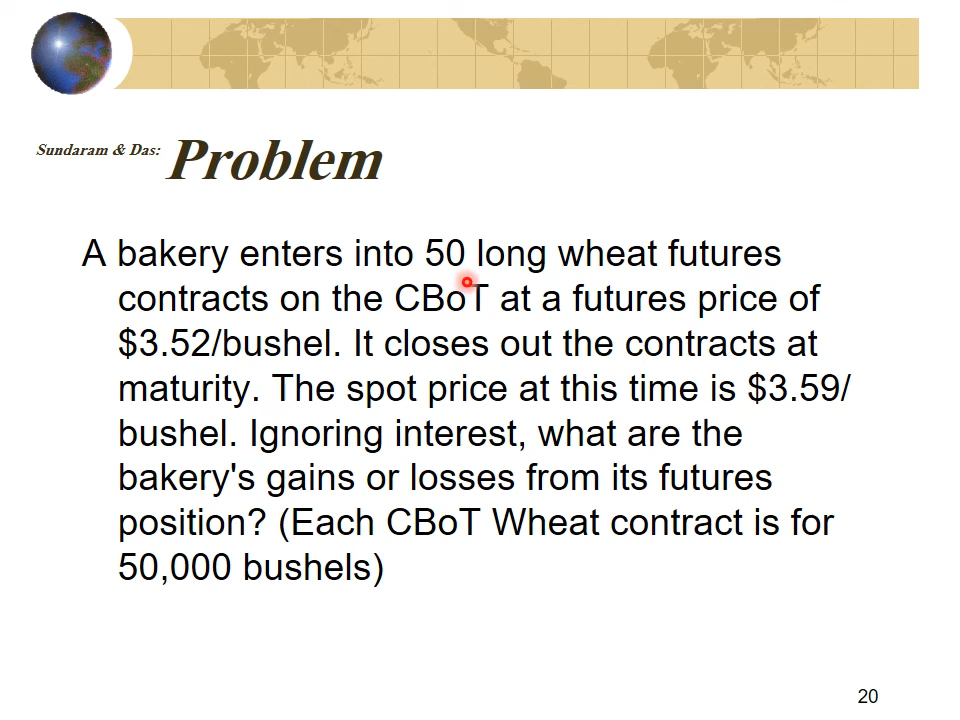 Sundaram & Das: Problem
A bakery enters into 50 long wheat futures
contracts on the CBoT at a futures price of
$3.52/bushel. It closes out the contracts at
maturity. The spot price at this time is $3.59/
bushel. Ignoring interest, what are the
bakery's gains or losses from its futures
position? (Each CBoT Wheat contract is for
50,000 bushels)
20